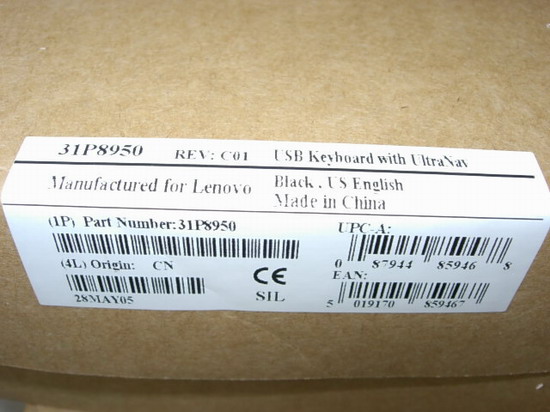 31P8950 REV: C01 USB Keyboard with UltraNav
Manufactured for Lenovo Black , US English
Made in China
(1P) Part Number:31P8950
UPC-A:
0 87944 85946 8
(4L) Origin: CN
EAN:
28MAY05 CE SIL
5 019170 859467